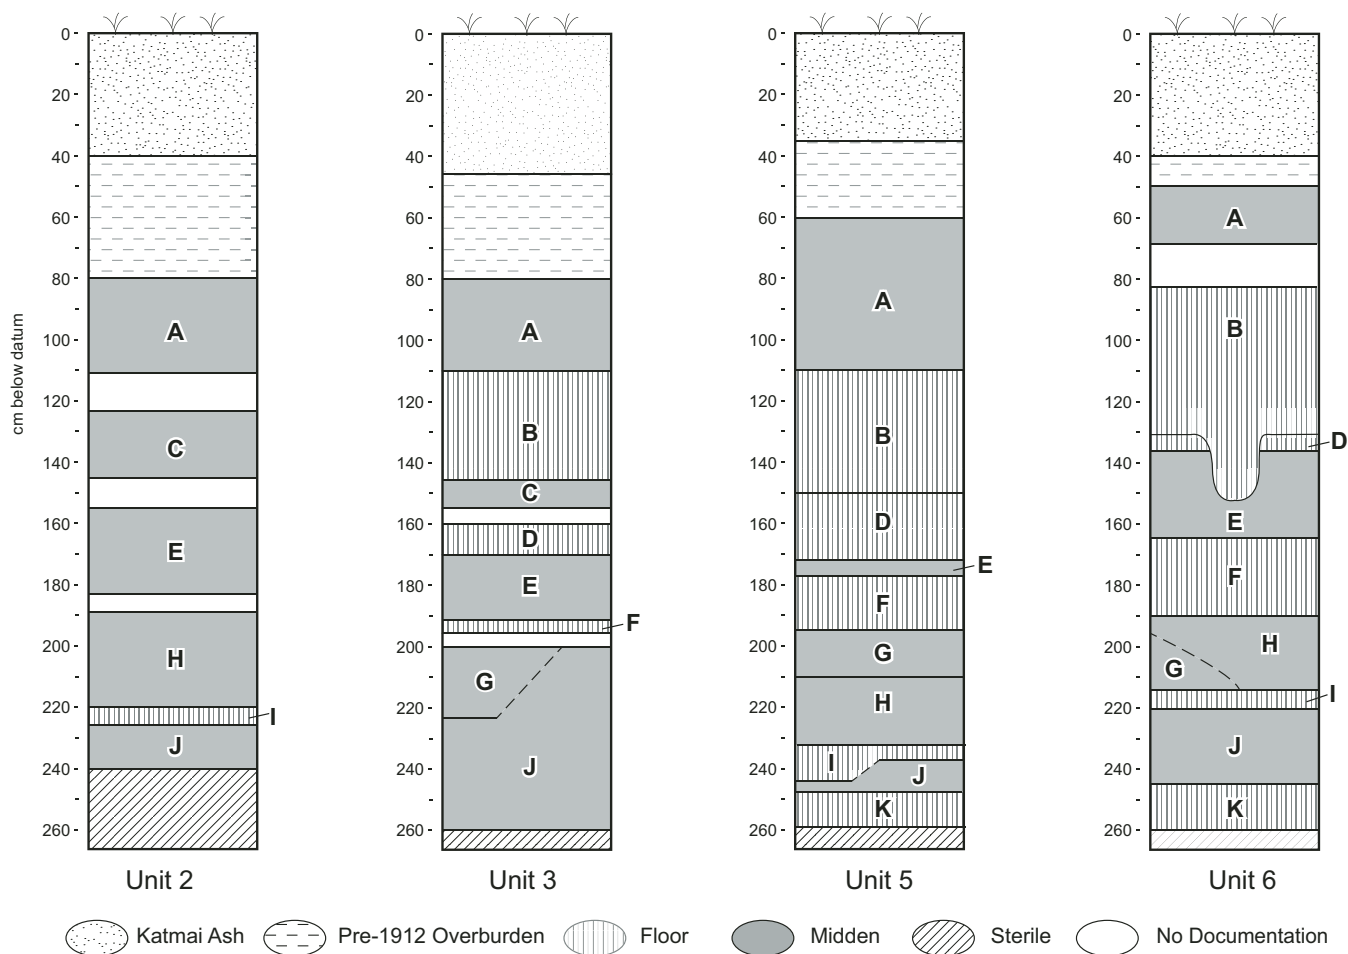 cm below datum
0
20
40
60
80
100
120
140
160
180
200
220
240
260
A
C
E
H
I
J
Unit 2
0
20
40
60
80
100
120
140
160
180
200
220
240
260
A
B
C
D
E
F
G
J
Unit 3
0
20
40
60
80
100
120
140
160
180
200
220
240
260
A
B
D
E
F
G
H
I
J
K
Unit 5
0
20
40
60
80
100
120
140
160
180
200
220
240
260
A
B
D
E
F
H
G
I
J
K
Unit 6
Katmai Ash
Pre-1912 Overburden
Floor
Midden
Sterile
No Documentation